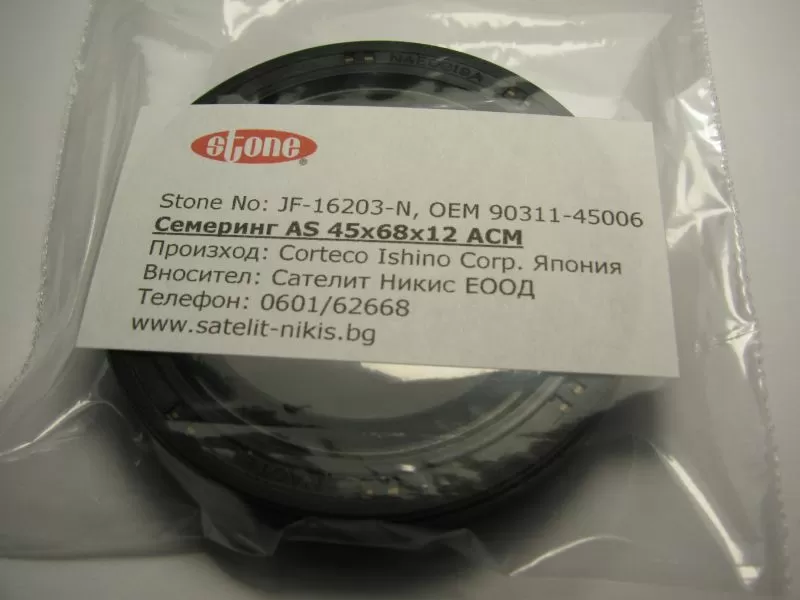 stone®
Stone No: JF-16203-N, OEM 90311-45006
Семеринг AS 45x68x12 ACM
Произход: Corteco Ishino Corp. Япония
Вносител: Сателит Никис ЕООД
Телефон: 0601/62668
www.satelit-nikis.bg